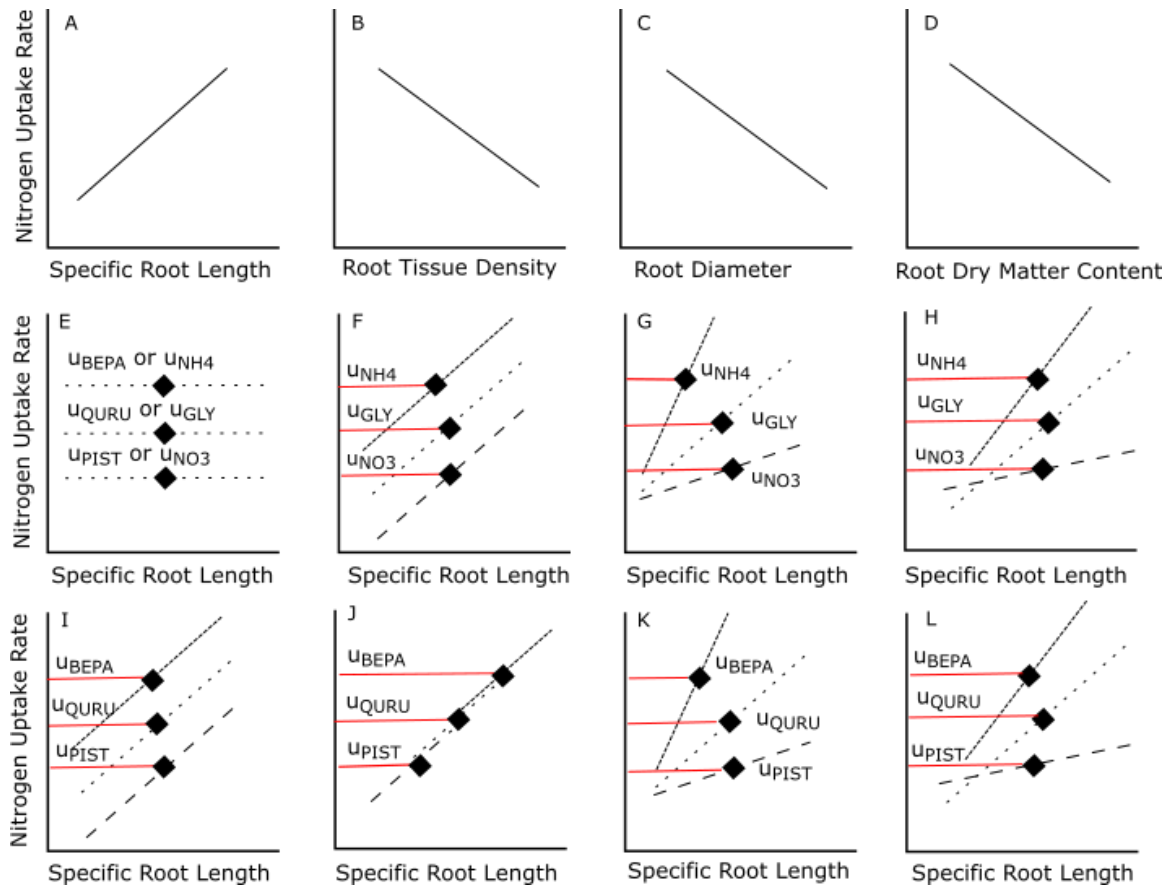 A
B
C
D
Nitrogen Uptake Rate
Specific Root Length
Root Tissue Density
Root Diameter
Root Dry Matter Content
E
F
G
H
Nitrogen Uptake Rate
uBEPA or uNH4
uQURU or uGLY
uPIST or uNO3
uNH4
uGLY
uNO3
uNH4
uGLY
uNO3
uNH4
uGLY
uNO3
Specific Root Length
Specific Root Length
Specific Root Length
Specific Root Length
I
J
K
L
Nitrogen Uptake Rate
uBEPA
uQURU
uPIST
uBEPA
uQURU
uPIST
uBEPA
uQURU
uPIST
uBEPA
uQURU
uPIST
Specific Root Length
Specific Root Length
Specific Root Length
Specific Root Length